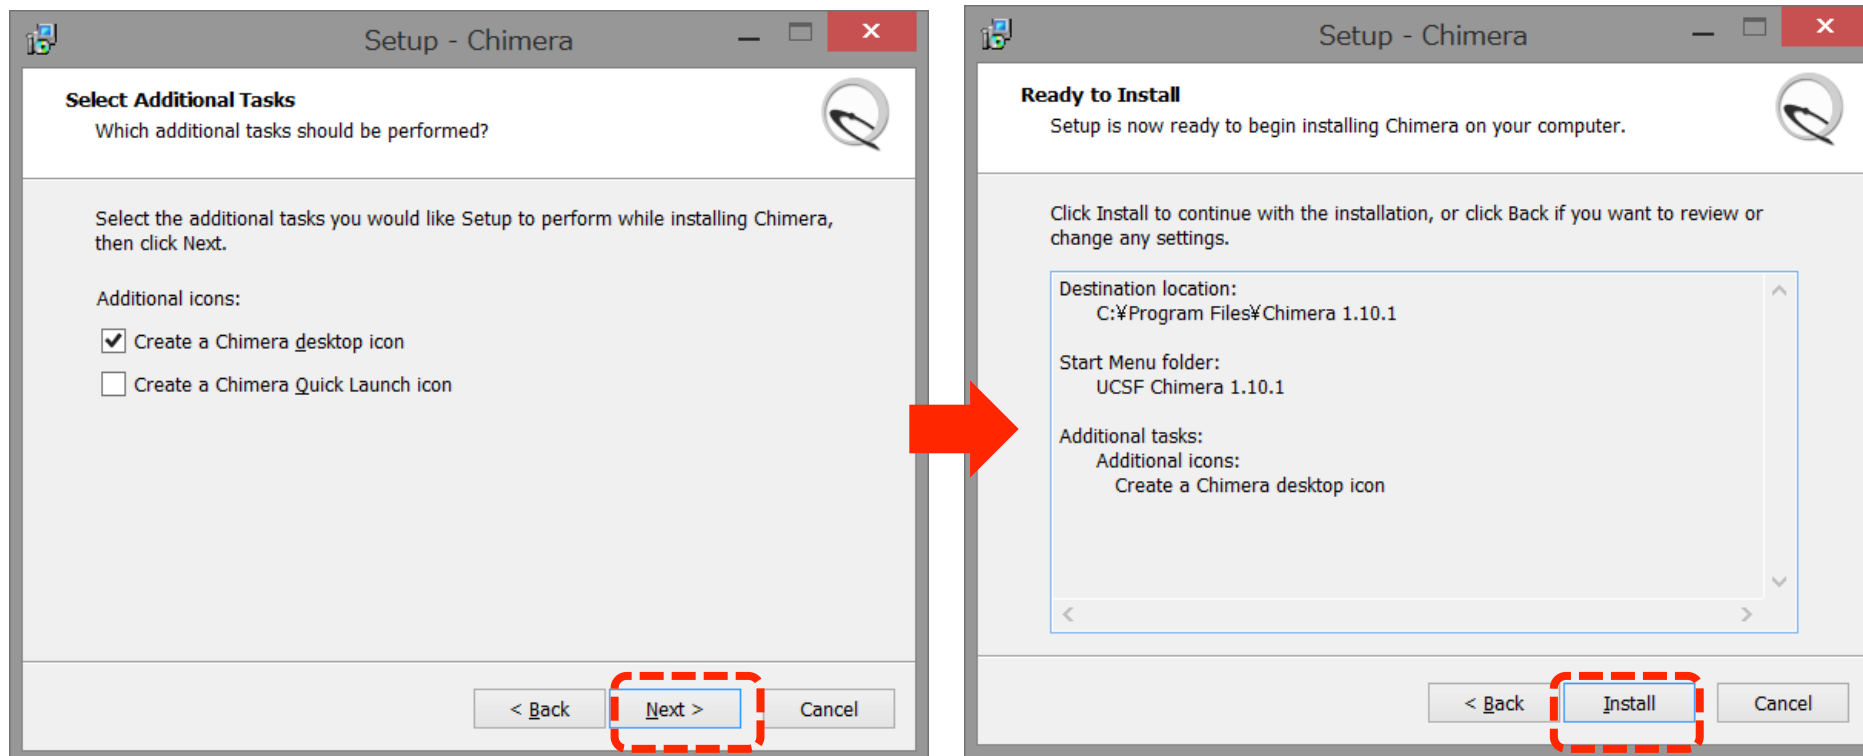 Setup - Chimera
Select Additional Tasks
Which additional tasks should be performed?
Select the additional tasks you would like Setup to perform while installing Chimera,
then click Next.
Additional icons:
Create a Chimera desktop icon
Create a Chimera Quick Launch icon
< Back
Next >
Cancel
Setup - Chimera
Ready to Install
Setup is now ready to begin installing Chimera on your computer.
Click Install to continue with the installation, or click Back if you want to review or
change any settings.
Destination location:
C:¥Program Files¥Chimera 1.10.1
Start Menu folder:
UCSF Chimera 1.10.1
Additional tasks:
Additional icons:
Create a Chimera desktop icon
< Back
Install
Cancel